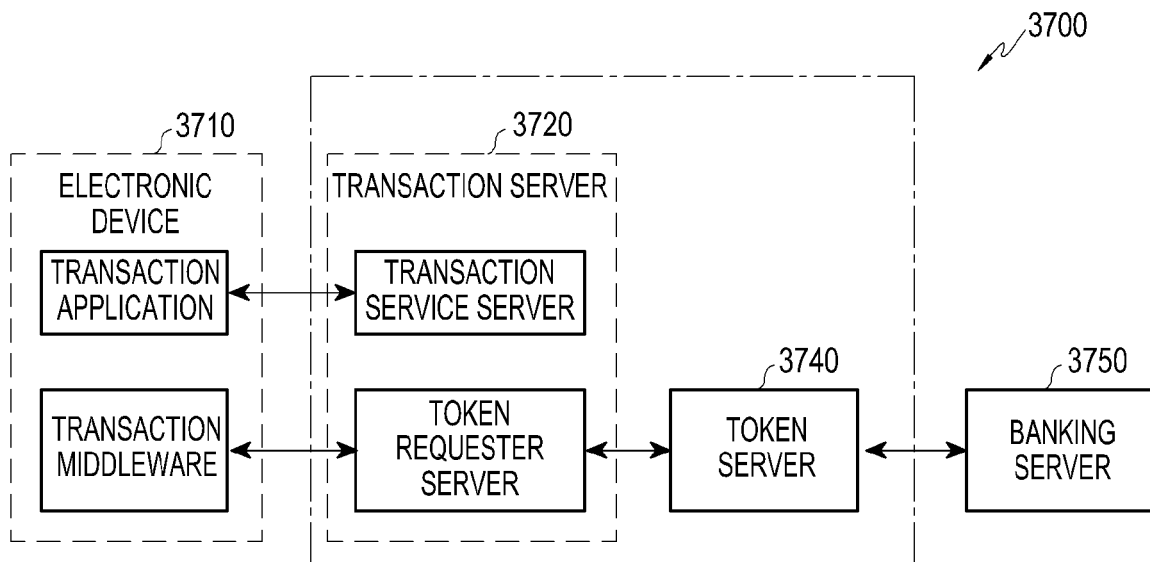 3700
3710
3720
ELECTRONIC
DEVICE
TRANSACTION SERVER
TRANSACTION
APPLICATION
TRANSACTION
SERVICE SERVER
3740
3750
TRANSACTION
MIDDLEWARE
TOKEN
REQUESTER
SERVER
TOKEN
SERVER
BANKING
SERVER